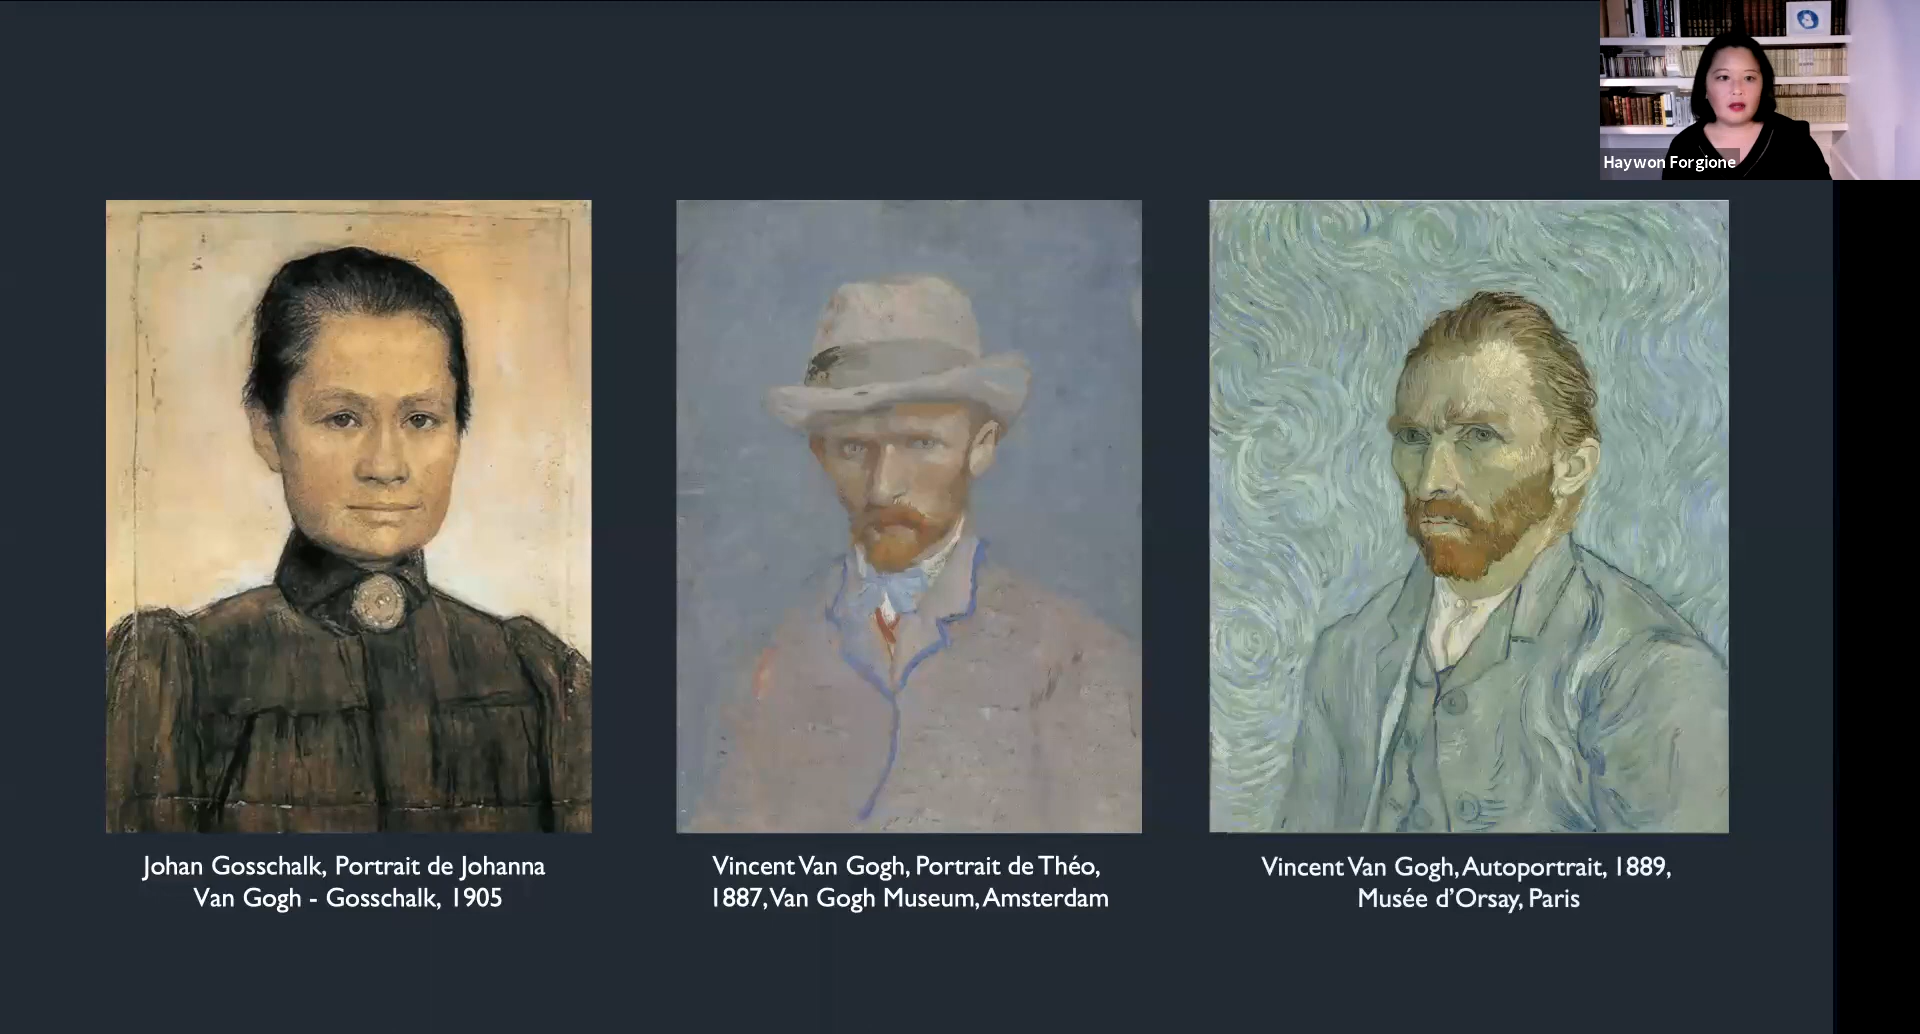 Haywon Forgione
Johan Gosschalk, Portrait de Johanna
Van Gogh - Gosschalk, 1905
Vincent Van Gogh, Portrait de Théo,
1887, Van Gogh Museum, Amsterdam
Vincent Van Gogh, Autoportrait, 1889,
Musée d'Orsay, Paris